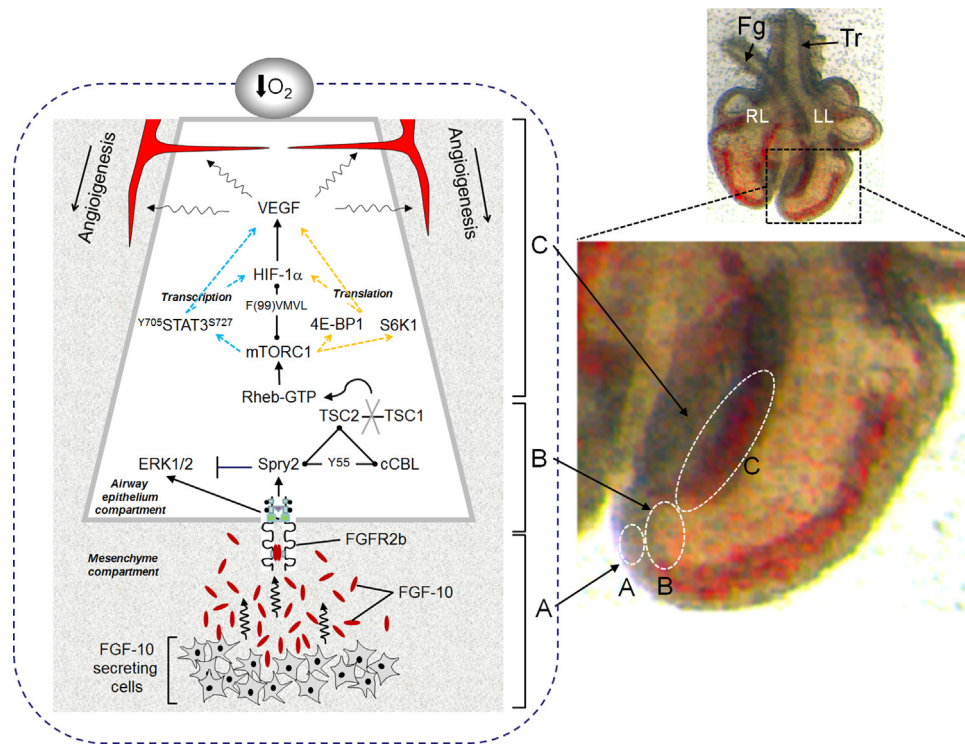 O2
Angioigenesis
Angioigenesis
VEGF
HIF-1α
Transcription
Translation
F(99)VMVL
Y705STAT3S727
4E-BP1
S6K1
mTORC1
Rheb-GTP
TSC2
TSC1
ERK1/2
Spry2
Y55
cCBL
Airway
epithelium
compartment
Mesenchyme
compartment
FGFR2b
FGF-10
FGF-10
secreting
cells
C
B
A
Fg
Tr
RL
LL
C
A
B